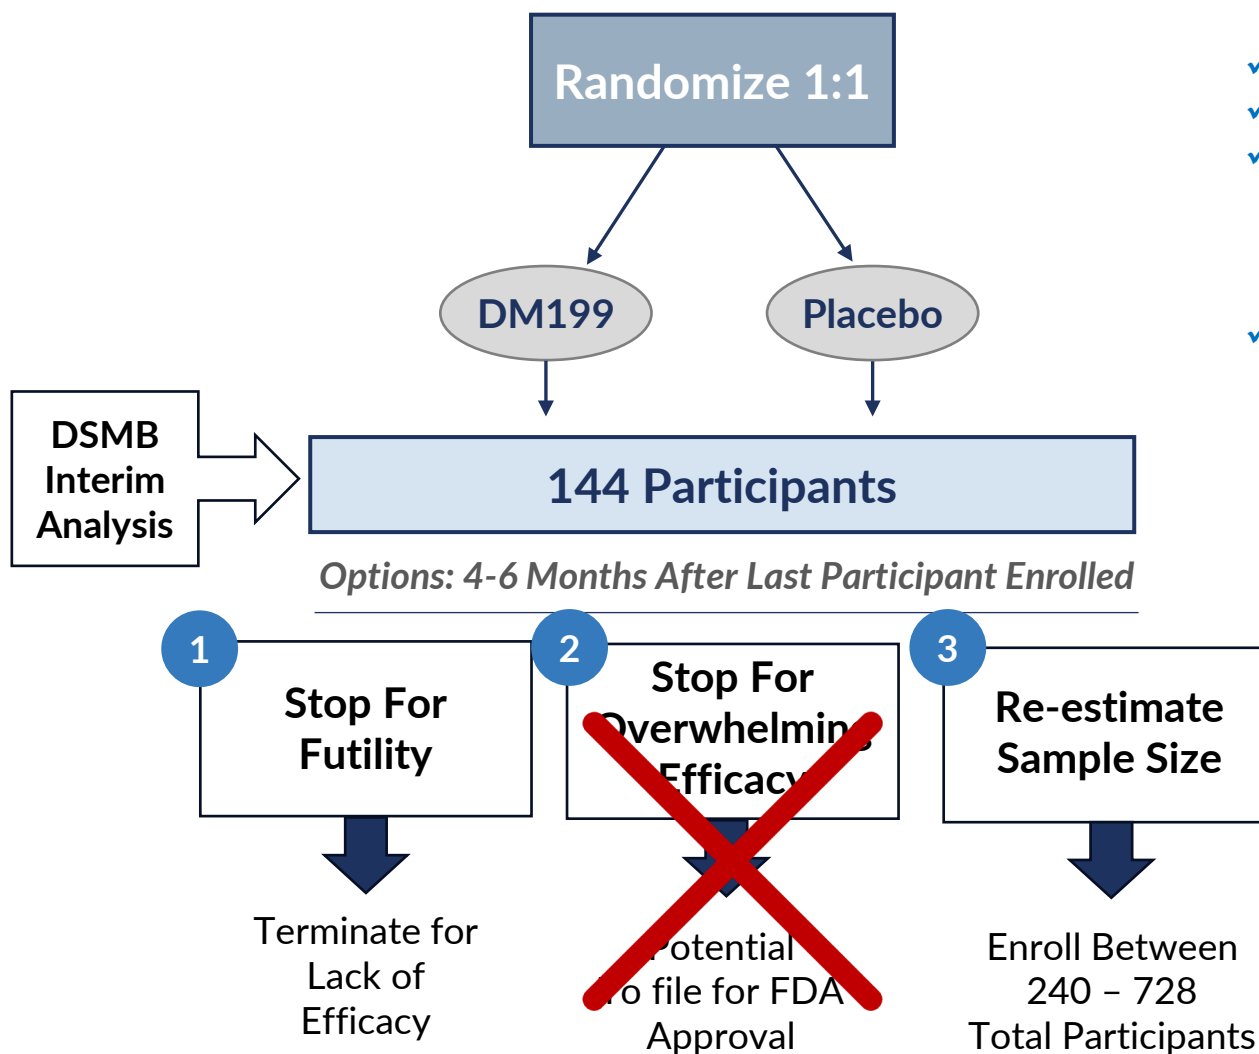 Randomize 1:1
DM199
Placebo
DSMB
Interim
Analysis
144 Participants
Options: 4-6 Months After Last Participant Enrolled
1
Stop For
Futility
Terminate for
Lack of
Efficacy
2
Stop For
Overwhelming
Efficacy
Potential
To file for FDA
Approval
3
Re-estimate
Sample Size
Enroll Between
240 – 728
Total Participants